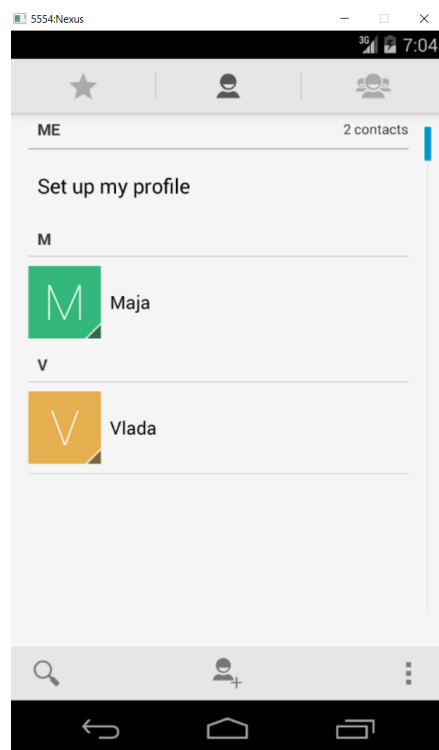 5554:Nexus
3G 7:04
ME 2 contacts
Set up my profile
M
M Maja
V
V Vlada